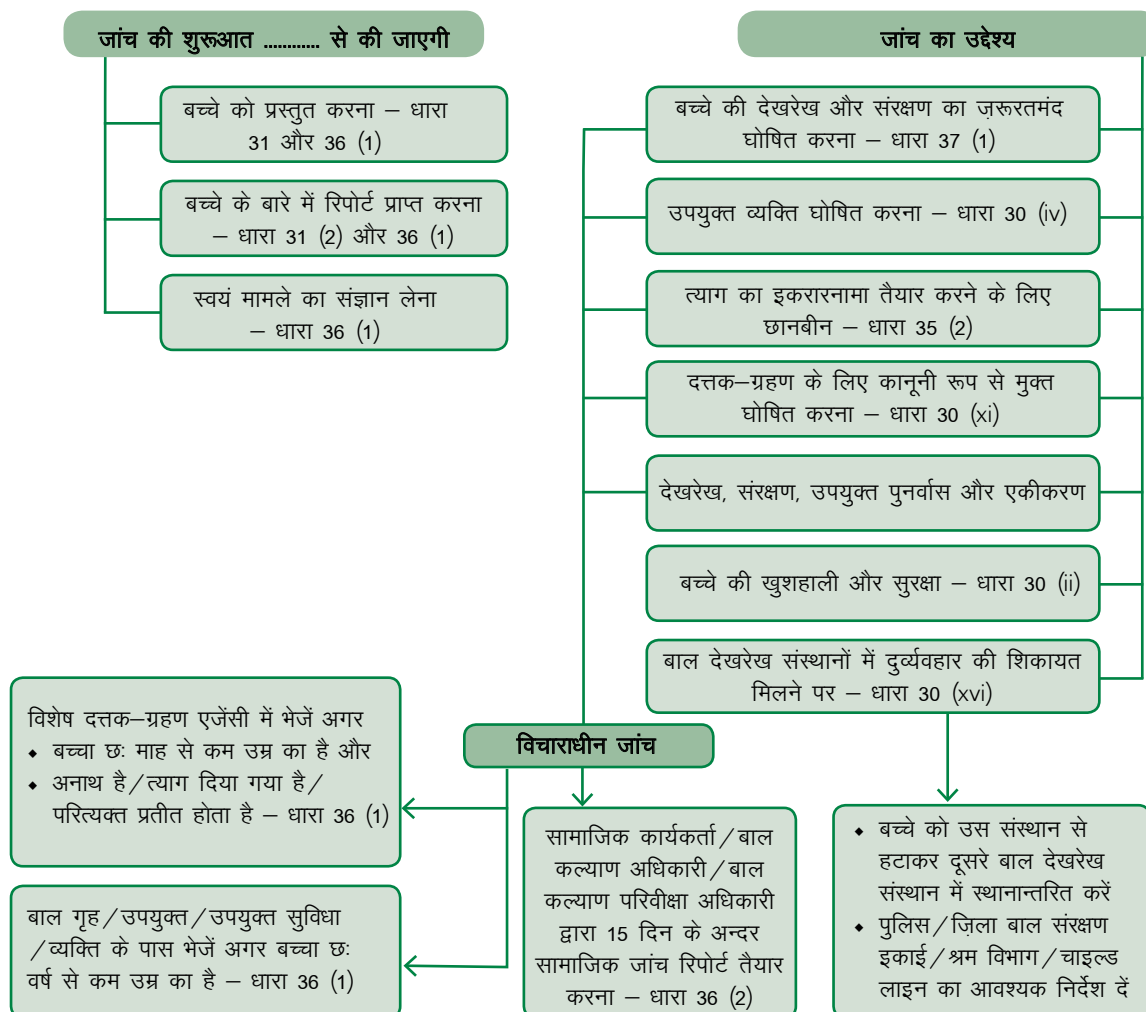 जांच की शुरूआत ............ से की जाएगी
बच्चे को प्रस्तुत करना – धारा
31 और 36 (1)
बच्चे के बारे में रिपोर्ट प्राप्त करना
– धारा 31 (2) और 36 (1)
स्वयं मामले का संज्ञान लेना
– धारा 36 (1)
जांच का उद्देश्य
बच्चे की देखरेख और संरक्षण का ज़रूरतमंद
घोषित करना – धारा 37 (1)
उपयुक्त व्यक्ति घोषित करना – धारा 30 (iv)
त्याग का इकरारनामा तैयार करने के लिए
छानबीन – धारा 35 (2)
दत्तक–ग्रहण के लिए कानूनी रूप से मुक्त
घोषित करना – धारा 30 (xi)
देखरेख, संरक्षण, उपयुक्त पुनर्वास और एकीकरण
बच्चे की खुशहाली और सुरक्षा – धारा 30 (ii)
बाल देखरेख संस्थानों में दुर्व्यवहार की शिकायत
मिलने पर – धारा 30 (xvi)
विचाराधीन जांच
विशेष दत्तक–ग्रहण एजेंसी में भेजें अगर
◆ बच्चा छः माह से कम उम्र का है और
◆ अनाथ है/त्याग दिया गया है/
परित्यक्त प्रतीत होता है – धारा 36 (1)
बाल गृह/उपयुक्त/उपयुक्त सुविधा
/व्यक्ति के पास भेजें अगर बच्चा छः
वर्ष से कम उम्र का है – धारा 36 (1)
सामाजिक कार्यकर्ता/बाल
कल्याण अधिकारी/बाल
कल्याण परिवीक्षा अधिकारी
द्वारा 15 दिन के अन्दर
सामाजिक जांच रिपोर्ट तैयार
करना – धारा 36 (2)
◆ बच्चे को उस संस्थान से
हटाकर दूसरे बाल देखरेख
संस्थान में स्थानान्तरित करें
◆ पुलिस/ज़िला बाल संरक्षण
इकाई/श्रम विभाग/चाइल्ड
लाइन का आवश्यक निर्देश दें